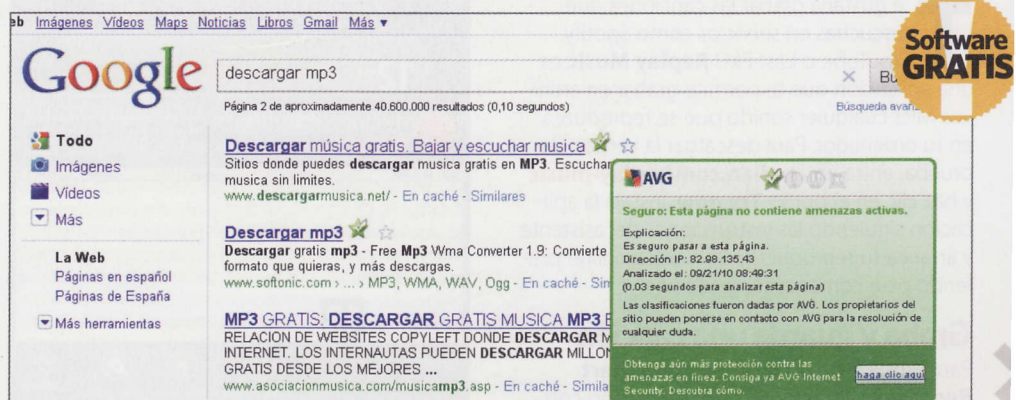 eb Imágenes Vídeos Maps Noticias Libros Gmail Más ▼
Software
GRATIS
Google
descargar mp3
× Bu
Página 2 de aproximadamente 40.600.000 resultados (0,10 segundos)
Búsqueda avan
Todo
Imágenes
Vídeos
Más
La Web
Páginas en español
Páginas de España
Más herramientas
Descargar música gratis. Bajar y escuchar musica
Sitios donde puedes descargar musica gratis en MP3. Escuchar
musica sin limites.
www.descargarmusica.net/ - En caché - Similares
Descargar mp3
Descargar gratis mp3 - Free Mp3 Wma Converter 1.9: Convierte
formato que quieras, y más descargas.
www.softonic.com › ... › MP3, WMA, WAV, Ogg - En caché - Sim
MP3 GRATIS: DESCARGAR GRATIS MUSICA MP3 E
RELACION DE WEBSITES COPYLEFT DONDE DESCARGAR M
INTERNET. LOS INTERNAUTAS PUEDEN DESCARGAR MILLON
GRATIS DESDE LOS MEJORES ...
www.asociacionmusica.com/musicamp3.asp - En caché - Simila
AVG
Seguro: Esta página no contiene amenazas activas.
Explicación:
Es seguro pasar a esta página.
Dirección IP: 82.98.135.43
Analizado el: 09/21/10 08:49:31
(0.03 segundos para analizar esta página)
Las clasificaciones fueron dadas por AVG. Los propietarios del
sitio pueden ponerse en contacto con AVG para la resolución de
cualquier duda.
Obtenga aún más protección contra las
amenazas en línea. Consiga ya AVG Internet
Security. Descubra cómo.
haga clic aquí